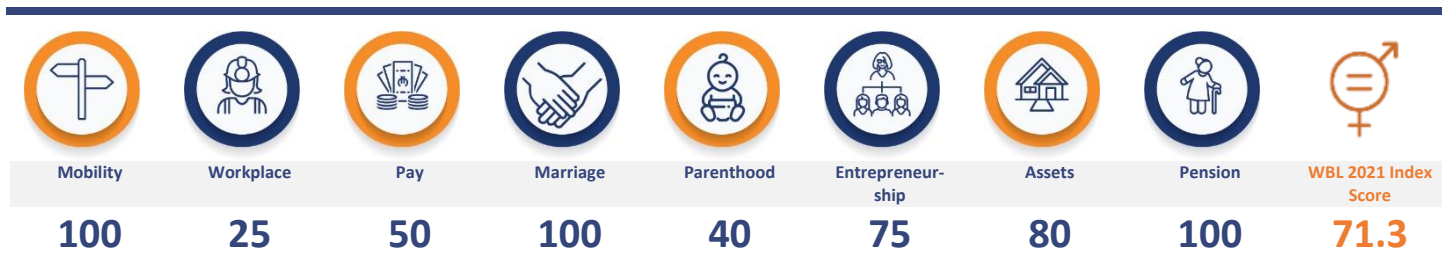 Mobility Workplace Pay Marriage Parenthood Entrepreneur-
ship Assets Pension WBL 2021 Index
Score
100 25 50 100 40 75 80 100 71.3